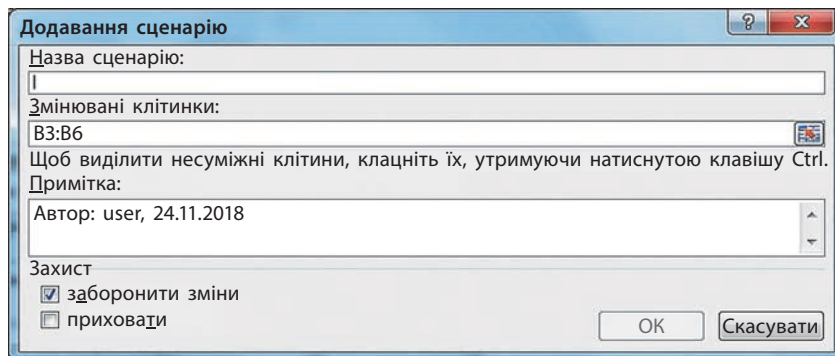 Додавання сценарію
Назва сценарію:
Змінювані клітинки:
B3:B6
Щоб виділити несуміжні клітини, клацніть їх, утримуючи натиснутою клавішу Ctrl.
Примітка:
Автор: user, 24.11.2018
Захист
заборонити зміни
приховати
ОК
Скасувати